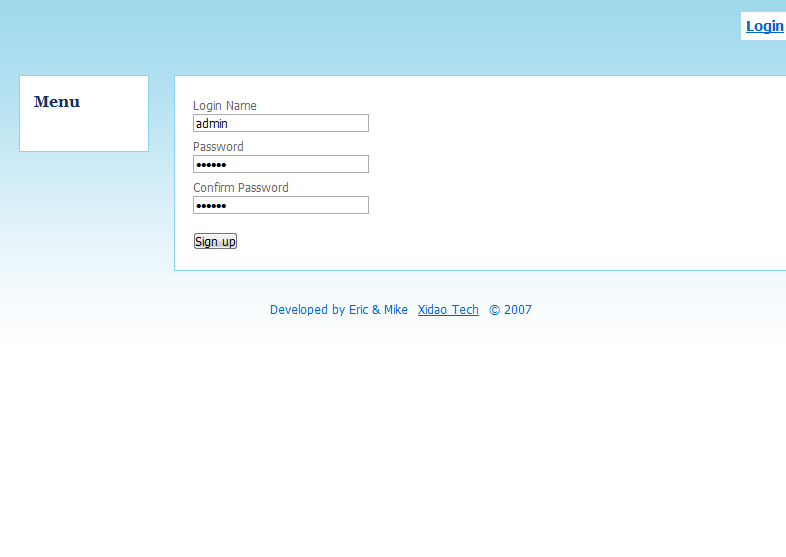 Login
Menu
Login Name
admin
Password
••••••
Confirm Password
••••••
Sign up
Developed by Eric & Mike Xidao Tech © 2007